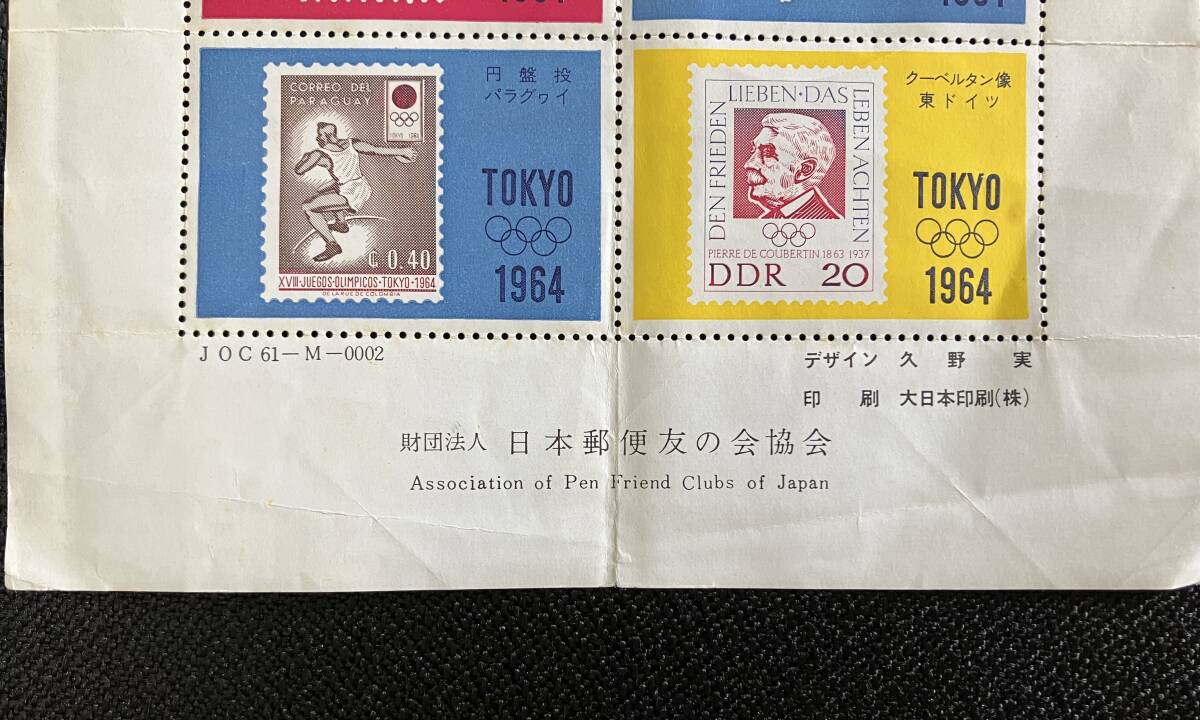 1964
1964
円盤投
パラグヮイ
CORREO DEL
PARAGUAY
TOKYO 1964
₲ 0.40
XVIII·JUEGOS·OLIMPICOS·TOKYO·1964
DE LA RUE DE COLOMBIA
TOKYO
1964
クーベルタン像
東ドイツ
DEN FRIEDEN
LIEBEN·DAS
LEBEN ACHTEN
PIERRE DE COUBERTIN 1863 1937
DDR 20
TOKYO
1964
JOC 61-M-0002
デザイン 久野 実
印 刷 大日本印刷(株)
財団法人 日本郵便友の会協会
Association of Pen Friend Clubs of Japan